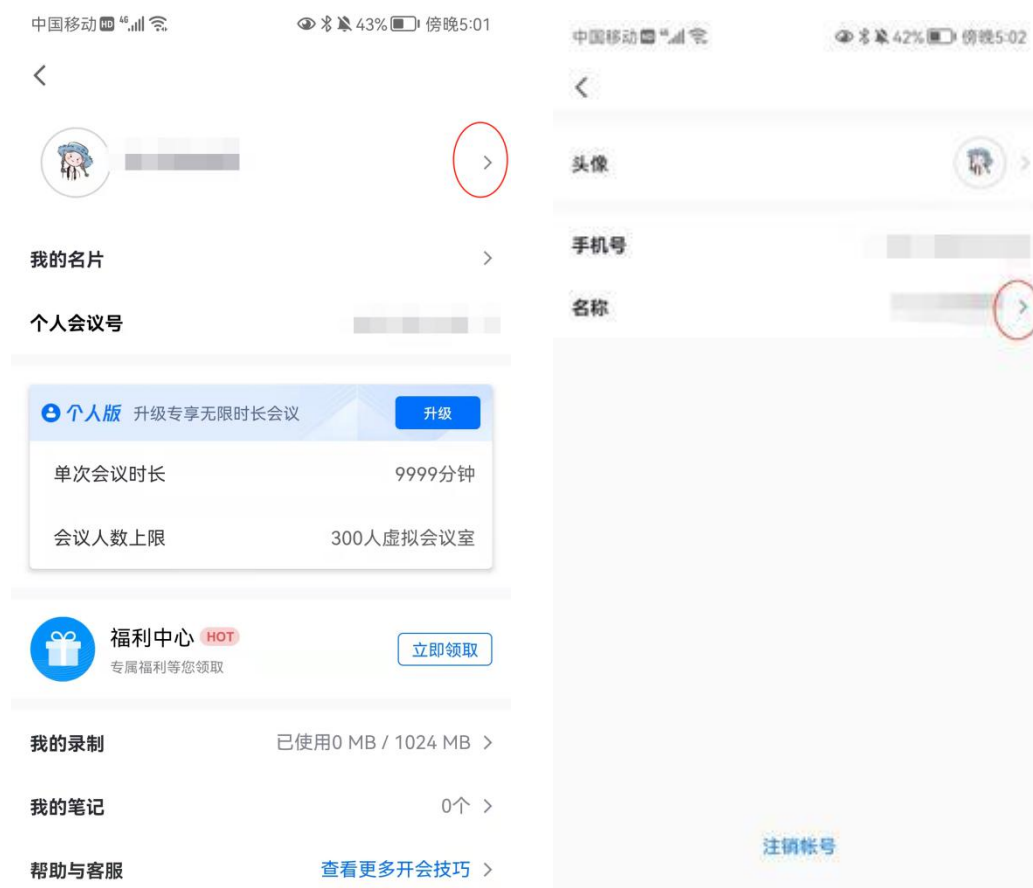 中国移动 HD 46 43% 傍晚5:01
我的名片
个人会议号
个人版 升级专享无限时长会议 升级
单次会议时长 9999分钟
会议人数上限 300人虚拟会议室
福利中心 HOT
专属福利等您领取
立即领取
我的录制 已使用0 MB / 1024 MB
我的笔记 0个
帮助与客服 查看更多开会技巧
中国移动 HD 46 42% 傍晚5:02
头像
手机号
名称
注销帐号